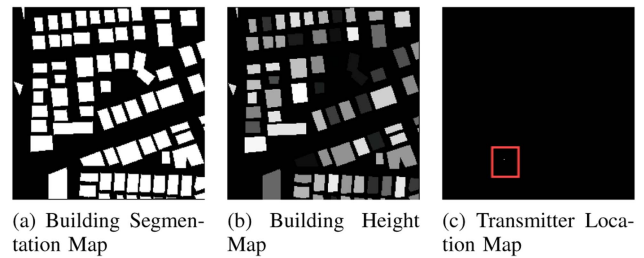 (a) Building Segmen-
tation Map
(b) Building Height
Map
(c) Transmitter Loca-
tion Map